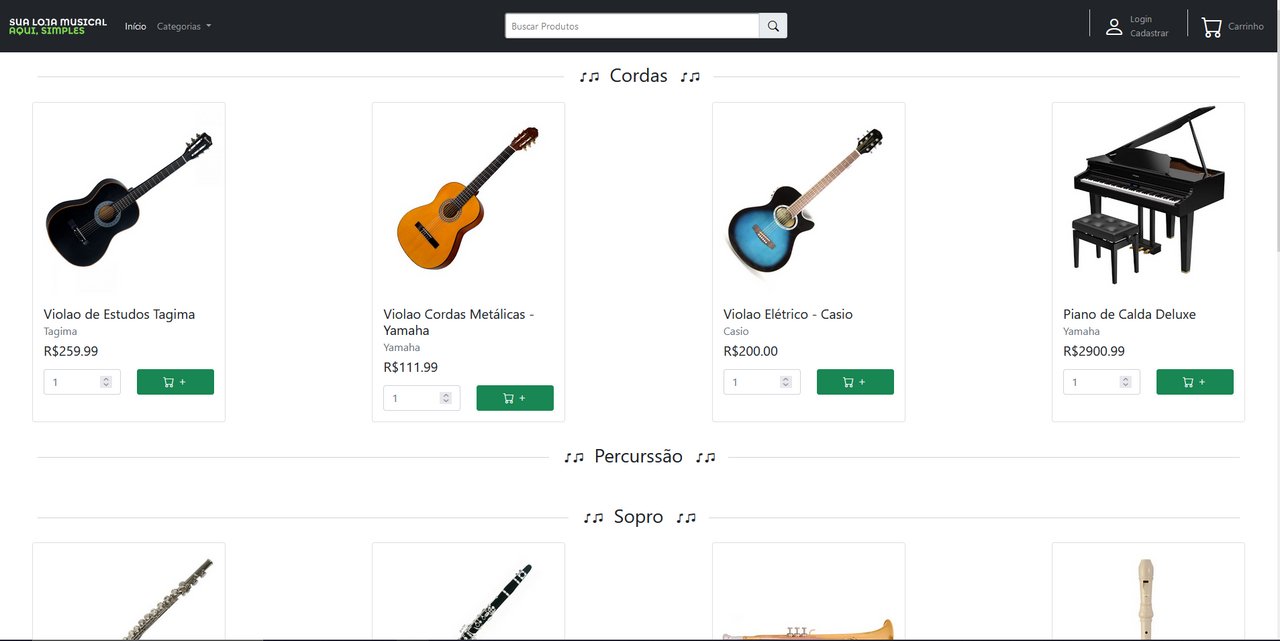 SUA LOJA MUSICAL
AQUI, SIMPLES
Início
Categorias
Buscar Produtos
Login
Cadastrar
Carrinho
Cordas
Violao de Estudos Tagima
Tagima
R$259.99
1
+
Violao Cordas Metálicas -
Yamaha
Yamaha
R$111.99
1
+
Violao Elétrico - Casio
Casio
R$200.00
1
+
Piano de Calda Deluxe
Yamaha
R$2900.99
1
+
Percurssão
Sopro